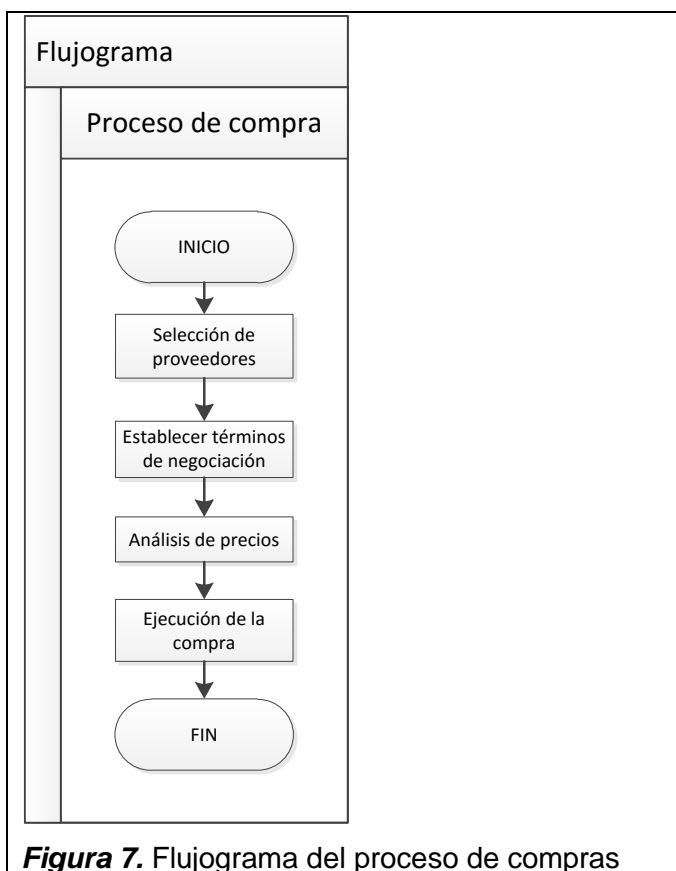 Flujograma
Proceso de compra
INICIO
Selección de
proveedores
Establecer términos
de negociación
Análisis de precios
Ejecución de la
compra
FIN
Figura 7. Flujograma del proceso de compras